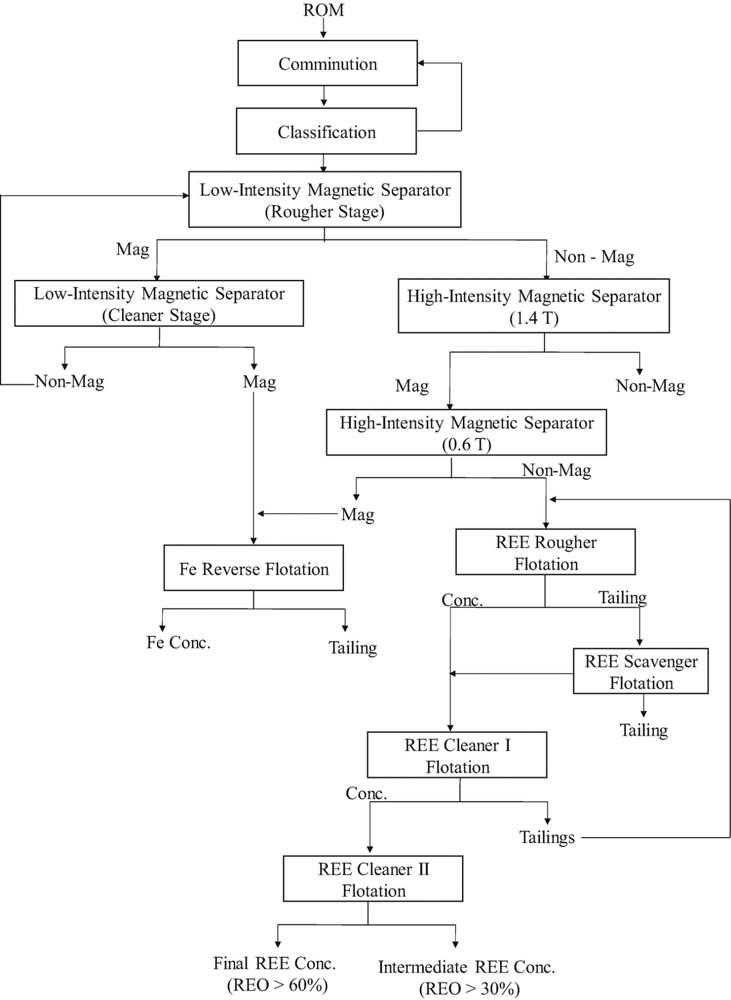 ROM
Comminution
Classification
Low-Intensity Magnetic Separator
(Rougher Stage)
Mag
Non - Mag
Low-Intensity Magnetic Separator
(Cleaner Stage)
High-Intensity Magnetic Separator
(1.4 T)
Non-Mag
Mag
Mag
Non-Mag
High-Intensity Magnetic Separator
(0.6 T)
Non-Mag
Mag
REE Rougher
Flotation
Fe Reverse Flotation
Conc.
Tailing
Fe Conc.
Tailing
REE Scavenger
Flotation
Tailing
REE Cleaner I
Flotation
Conc.
Tailings
REE Cleaner II
Flotation
Final REE Conc.
(REO > 60%)
Intermediate REE Conc.
(REO > 30%)